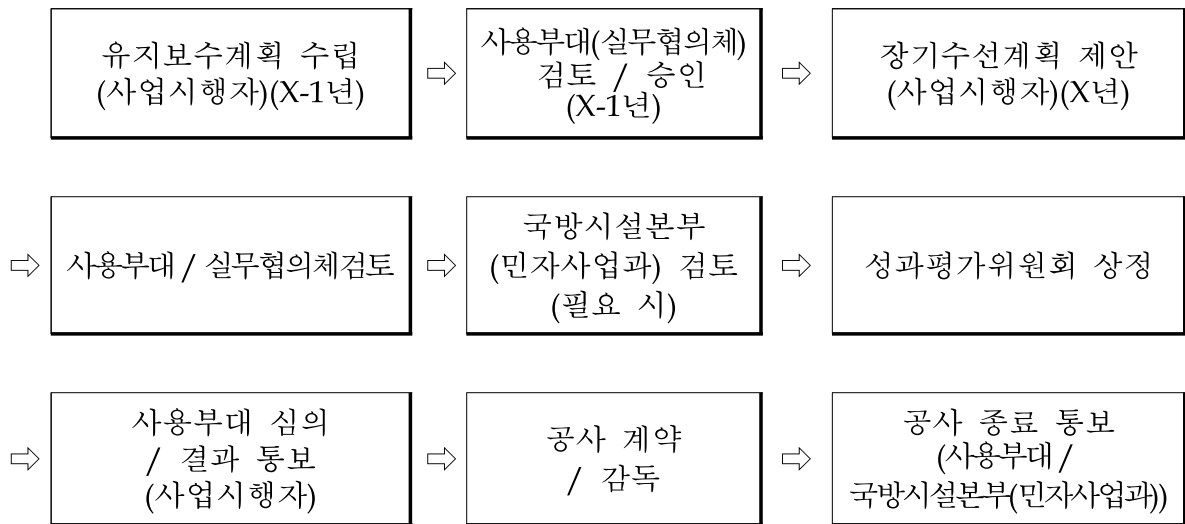 유지보수계획 수립
(사업시행자)(X-1년)
사용부대(실무협의체)
검토 / 승인
(X-1년)
장기수선계획 제안
(사업시행자)(X년)
사용부대 / 실무협의체검토
국방시설본부
(민자사업과) 검토
(필요 시)
성과평가위원회 상정
사용부대 심의
/ 결과 통보
(사업시행자)
공사 계약
/ 감독
공사 종료 통보
(사용부대 /
국방시설본부(민자사업과))